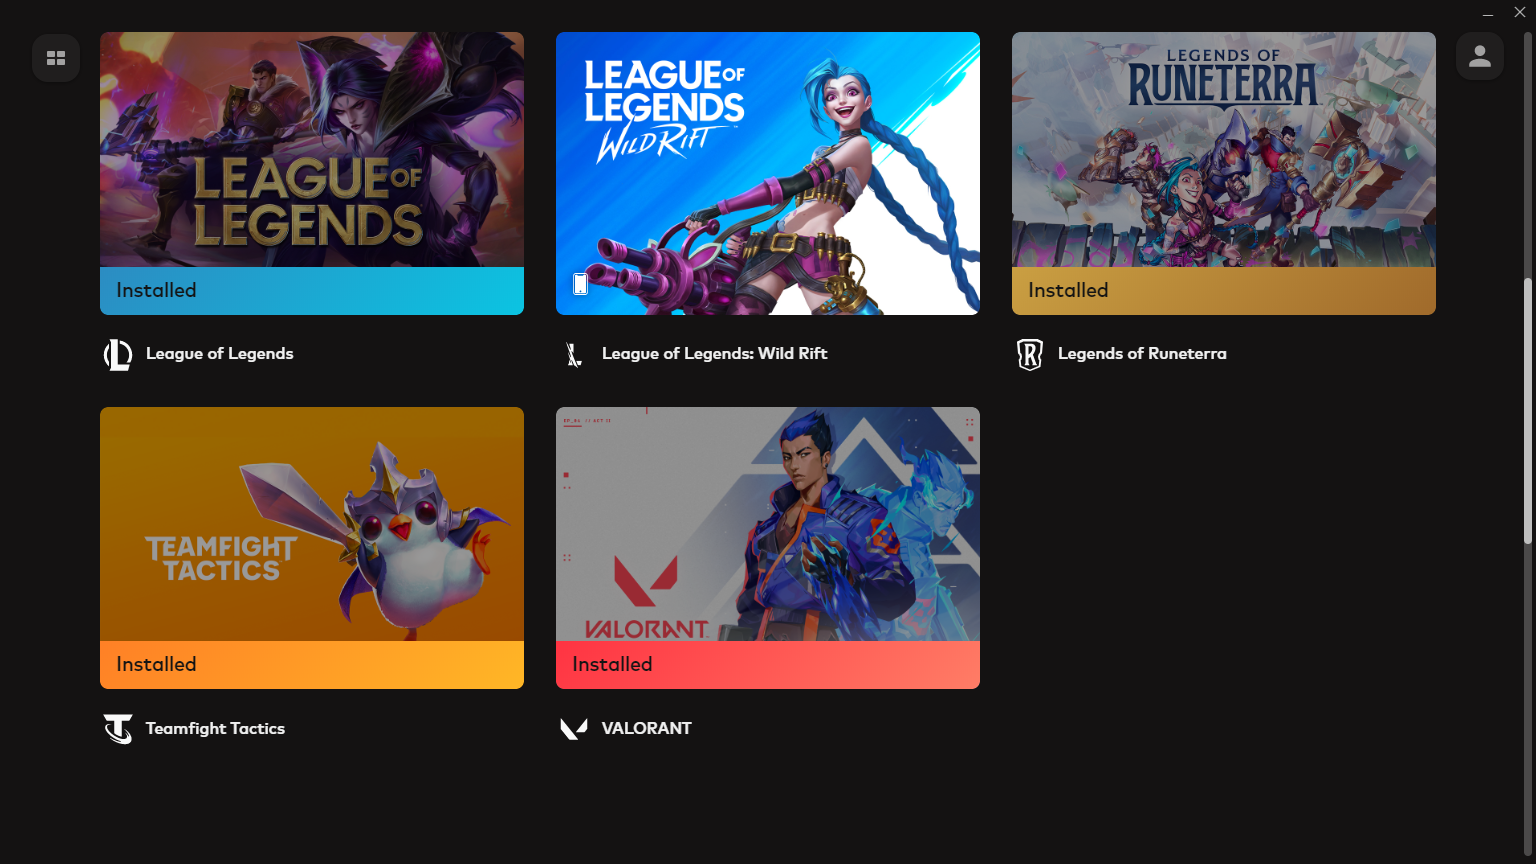 LEAGUE OF
LEGENDS
LEAGUE OF
LEGENDS
WILD RIFT
LEGENDS OF
RUNETERRA
Installed
Installed
League of Legends
League of Legends: Wild Rift
Legends of Runeterra
TEAMFIGHT
TACTICS
VALORANT
Installed
Installed
Teamfight Tactics
VALORANT